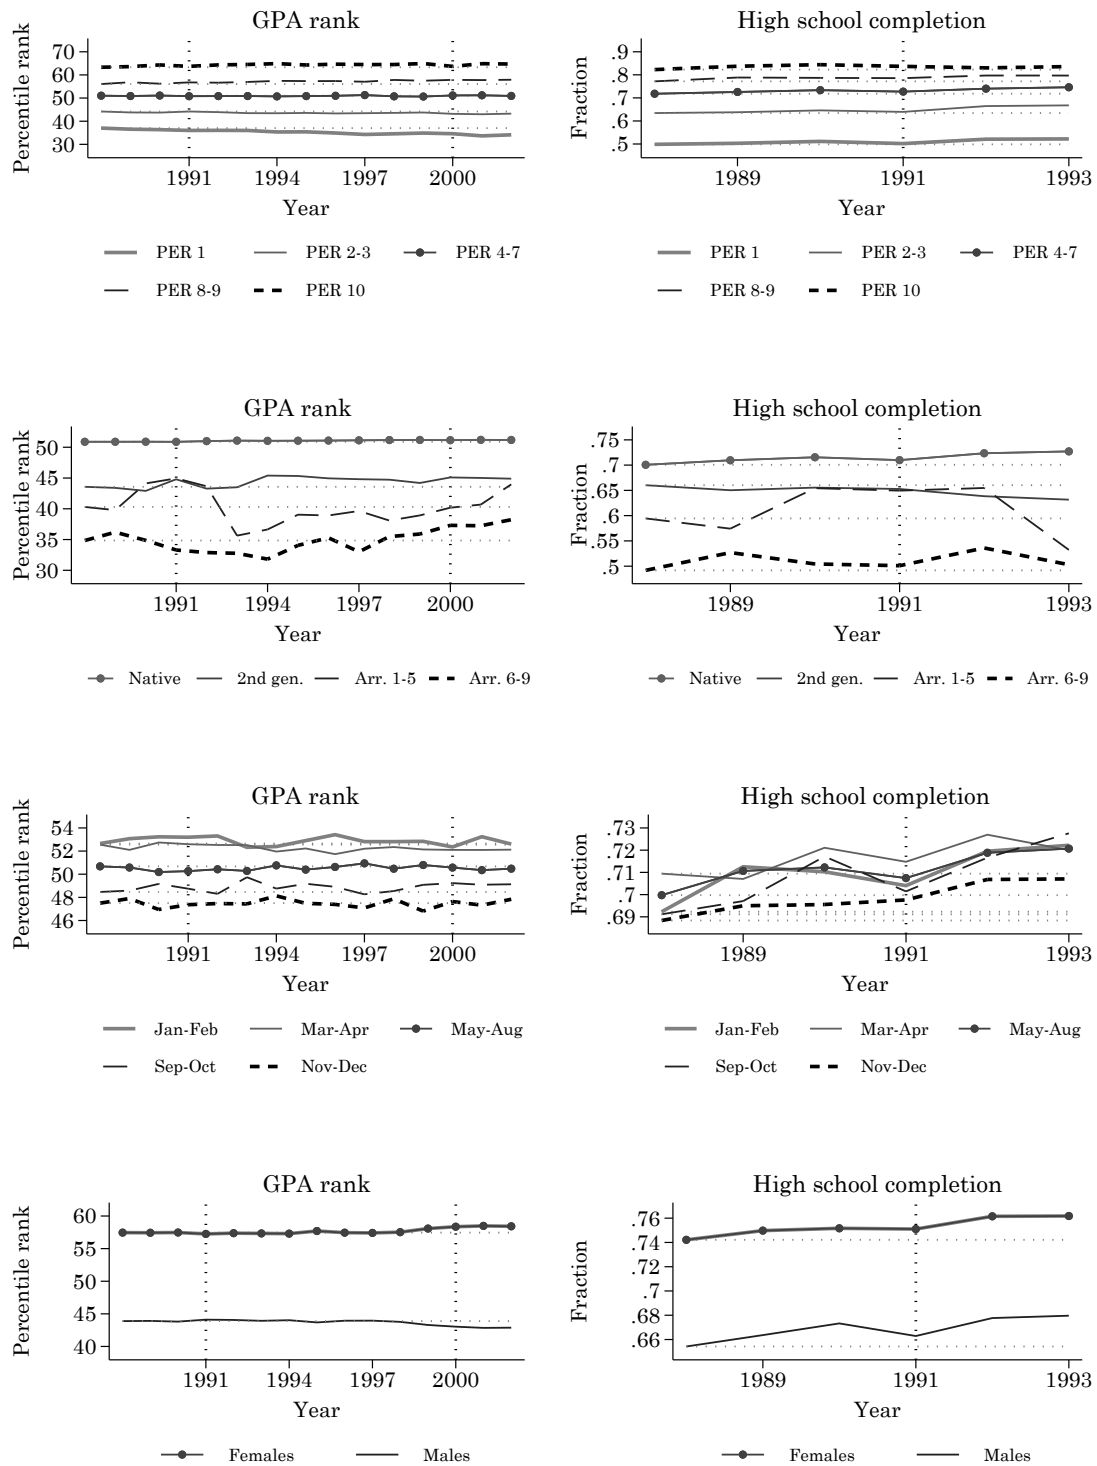 GPA rank
Percentile rank
70
60
50
40
30
1991 1994 1997 2000
Year
PER 1 PER 2-3 PER 4-7
PER 8-9 PER 10
High school completion
Fraction
.9
.8
.7
.6
.5
1989 1991 1993
Year
PER 1 PER 2-3 PER 4-7
PER 8-9 PER 10
GPA rank
Percentile rank
50
45
40
35
30
1991 1994 1997 2000
Year
Native 2nd gen. Arr. 1-5 Arr. 6-9
High school completion
Fraction
.75
.7
.65
.6
.55
.5
1989 1991 1993
Year
Native 2nd gen. Arr. 1-5 Arr. 6-9
GPA rank
Percentile rank
54
52
50
48
46
1991 1994 1997 2000
Year
Jan-Feb Mar-Apr May-Aug
Sep-Oct Nov-Dec
High school completion
Fraction
.73
.72
.71
.7
.69
1989 1991 1993
Year
Jan-Feb Mar-Apr May-Aug
Sep-Oct Nov-Dec
GPA rank
Percentile rank
60
55
50
45
40
1991 1994 1997 2000
Year
Females Males
High school completion
Fraction
.76
.74
.72
.7
.68
.66
1989 1991 1993
Year
Females Males